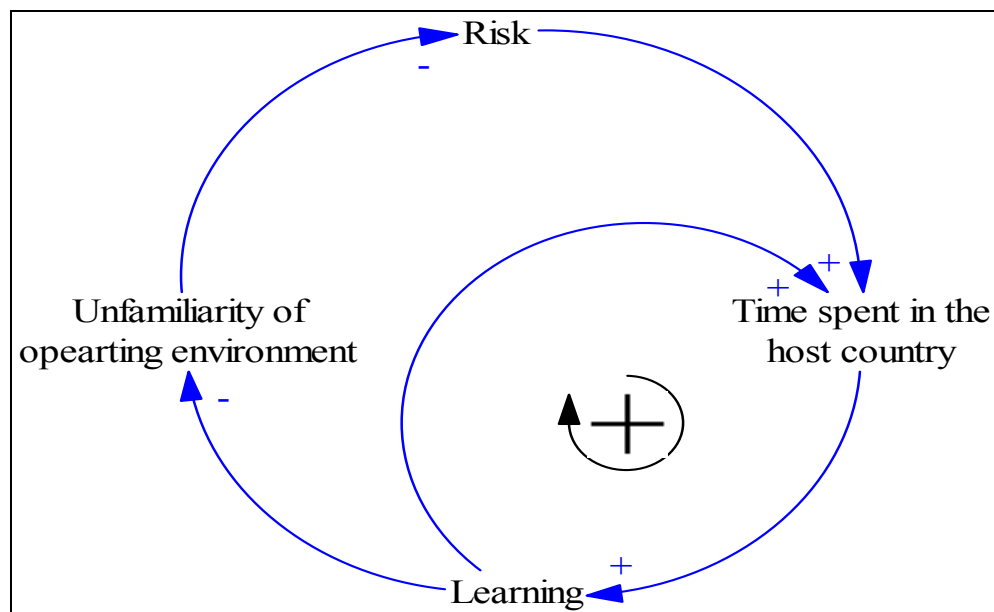 Risk
-
+
+
Unfamiliarity of
opearting environment
Time spent in the
host country
-
+
+
Learning